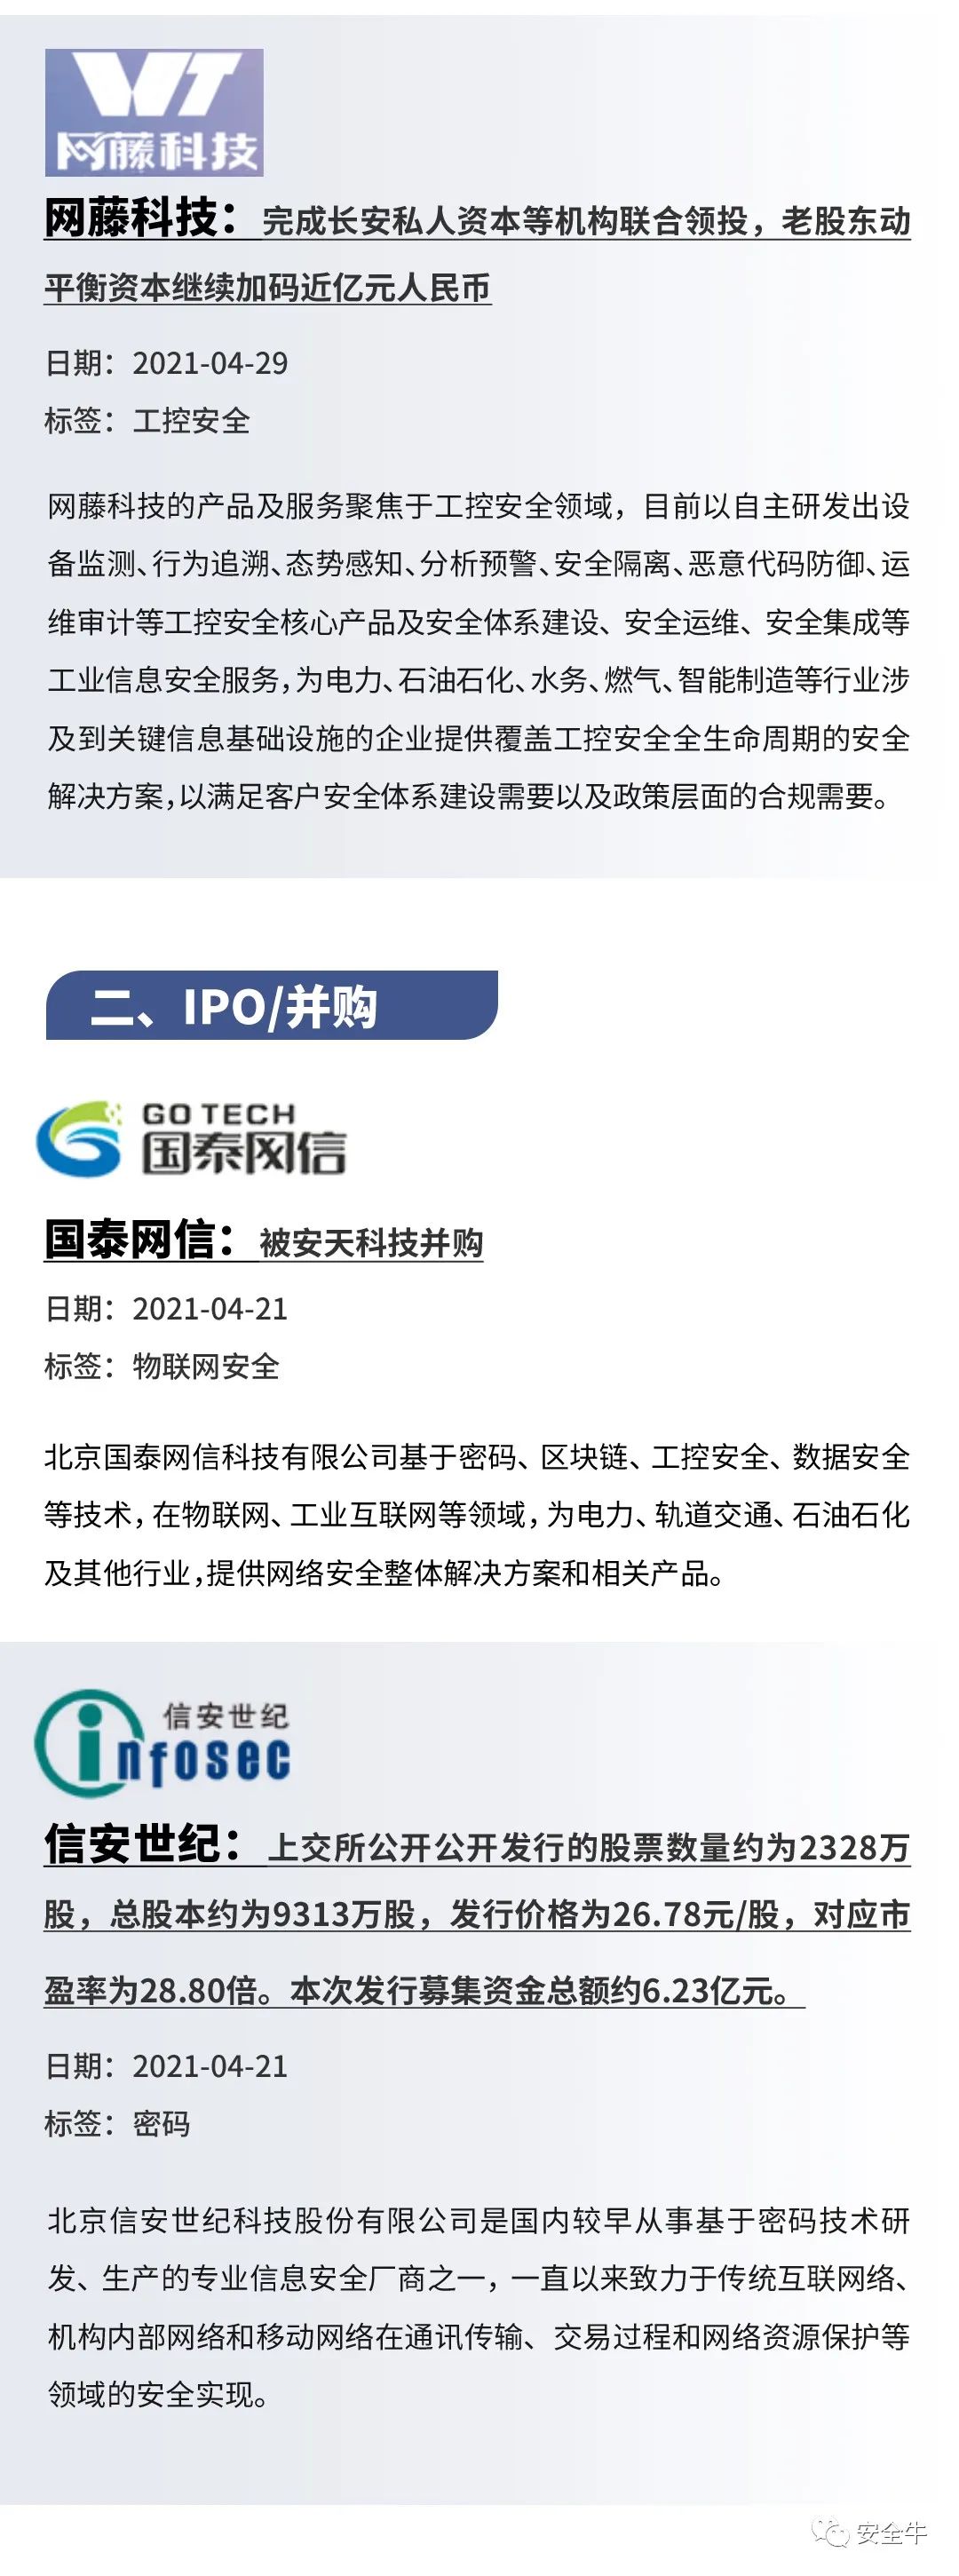 WT
网藤科技
网藤科技：完成长安私人资本等机构联合领投，老股东动
平衡资本继续加码近亿元人民币
日期：2021-04-29
标签：工控安全
网藤科技的产品及服务聚焦于工控安全领域，目前以自主研发出设
备监测、行为追溯、态势感知、分析预警、安全隔离、恶意代码防御、运
维审计等工控安全核心产品及安全体系建设、安全运维、安全集成等
工业信息安全服务，为电力、石油石化、水务、燃气、智能制造等行业涉
及到关键信息基础设施的企业提供覆盖工控安全全生命周期的安全
解决方案，以满足客户安全体系建设需要以及政策层面的合规需要。
二、IPO/并购
GO TECH
国泰网信
国泰网信：被安天科技并购
日期：2021-04-21
标签：物联网安全
北京国泰网信科技有限公司基于密码、区块链、工控安全、数据安全
等技术，在物联网、工业互联网等领域，为电力、轨道交通、石油石化
及其他行业，提供网络安全整体解决方案和相关产品。
信安世纪
infosec
信安世纪：上交所公开公开发行的股票数量约为2328万
股，总股本约为9313万股，发行价格为26.78元/股，对应市
盈率为28.80倍。本次发行募集资金总额约6.23亿元。
日期：2021-04-21
标签：密码
北京信安世纪科技股份有限公司是国内较早从事基于密码技术研
发、生产的专业信息安全厂商之一，一直以来致力于传统互联网络、
机构内部网络和移动网络在通讯传输、交易过程和网络资源保护等
领域的安全实现。
安全牛